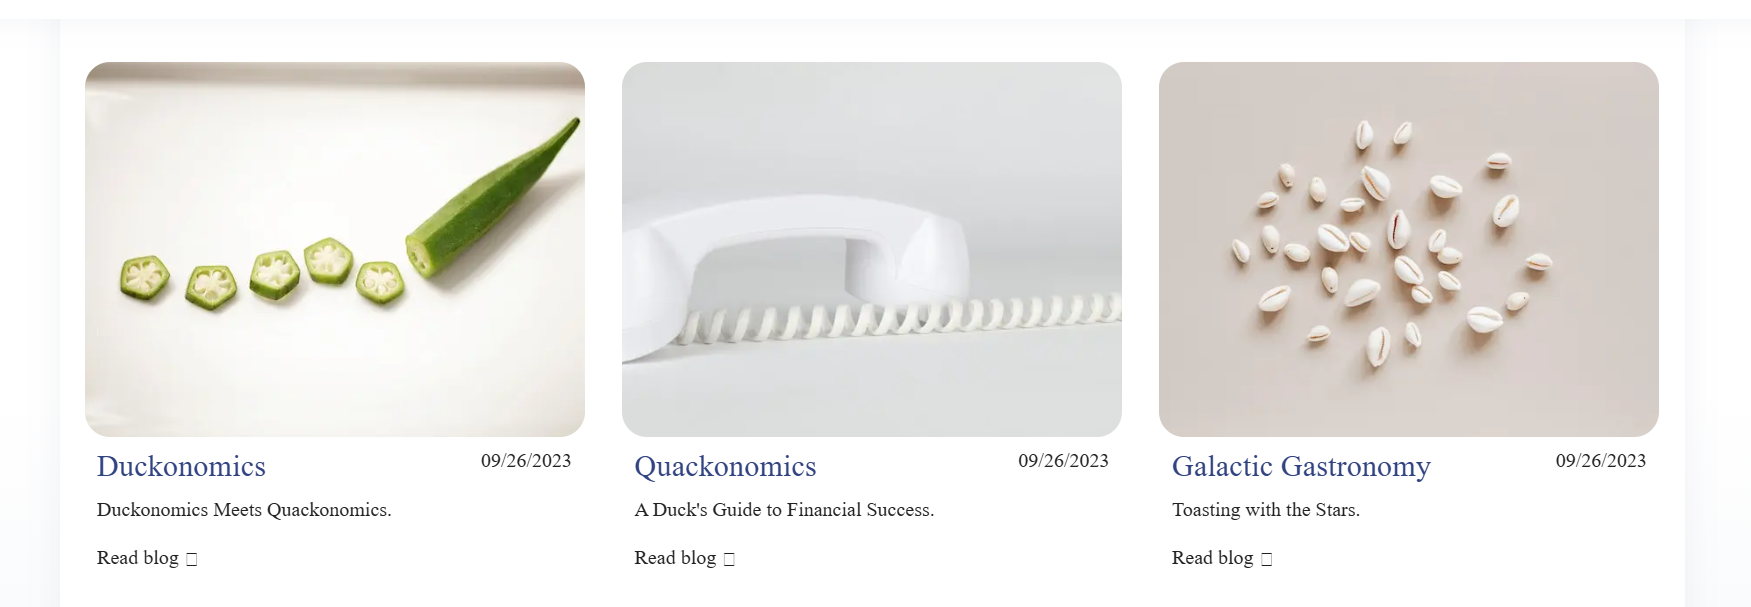 Duckonomics
09/26/2023
Duckonomics Meets Quackonomics.
Read blog
Quackonomics
09/26/2023
A Duck's Guide to Financial Success.
Read blog
Galactic Gastronomy
09/26/2023
Toasting with the Stars.
Read blog